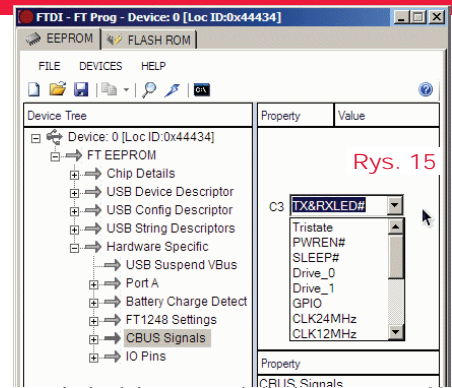 FTDI - FT Prog - Device: 0 [Loc ID:0x44434]
EEPROM FLASH ROM
FILE DEVICES HELP
Device Tree
Device: 0 [Loc ID:0x44434]
FT EEPROM
Chip Details
USB Device Descriptor
USB Config Descriptor
USB String Descriptors
Hardware Specific
USB Suspend VBus
Port A
Battery Charge Detect
FT1248 Settings
CBUS Signals
IO Pins
Property Value
Rys. 15
C3 TX&RXLED#
Tristate
PWREN#
SLEEP#
Drive_0
Drive_1
GPIO
CLK24MHz
CLK12MHz
Property
CBUS Signals